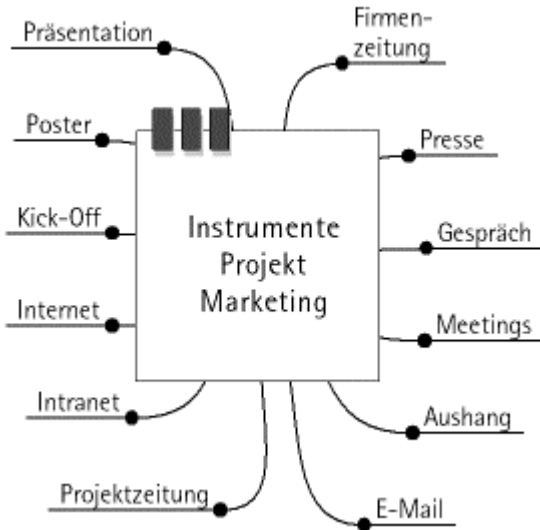 Präsentation
Firmen-
zeitung
Poster
Presse
Kick-Off
Instrumente
Projekt
Marketing
Gespräch
Internet
Meetings
Intranet
Aushang
Projektzeitung
E-Mail